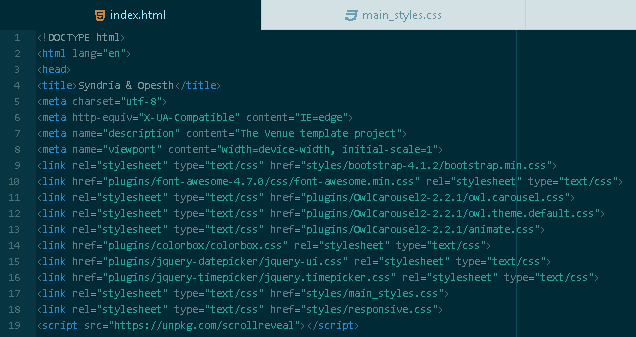 index.html
main_styles.css
1 <!DOCTYPE html>
2 <html lang="en">
3 <head>
4 <title>Syndria & Opesth</title>
5 <meta charset="utf-8">
6 <meta http-equiv="X-UA-Compatible" content="IE=edge">
7 <meta name="description" content="The Venue template project">
8 <meta name="viewport" content="width=device-width, initial-scale=1">
9 <link rel="stylesheet" type="text/css" href="styles/bootstrap-4.1.2/bootstrap.min.css">
10 <link href="plugins/font-awesome-4.7.0/css/font-awesome.min.css" rel="stylesheet" type="text/css">
11 <link rel="stylesheet" type="text/css" href="plugins/OwlCarousel2-2.2.1/owl.carousel.css">
12 <link rel="stylesheet" type="text/css" href="plugins/OwlCarousel2-2.2.1/owl.theme.default.css">
13 <link rel="stylesheet" type="text/css" href="plugins/OwlCarousel2-2.2.1/animate.css">
14 <link href="plugins/colorbox/colorbox.css" rel="stylesheet" type="text/css">
15 <link href="plugins/jquery-datepicker/jquery-ui.css" rel="stylesheet" type="text/css">
16 <link href="plugins/jquery-timepicker/jquery.timepicker.css" rel="stylesheet" type="text/css">
17 <link rel="stylesheet" type="text/css" href="styles/main_styles.css">
18 <link rel="stylesheet" type="text/css" href="styles/responsive.css">
19 <script src="https://unpkg.com/scrollreveal"></script>